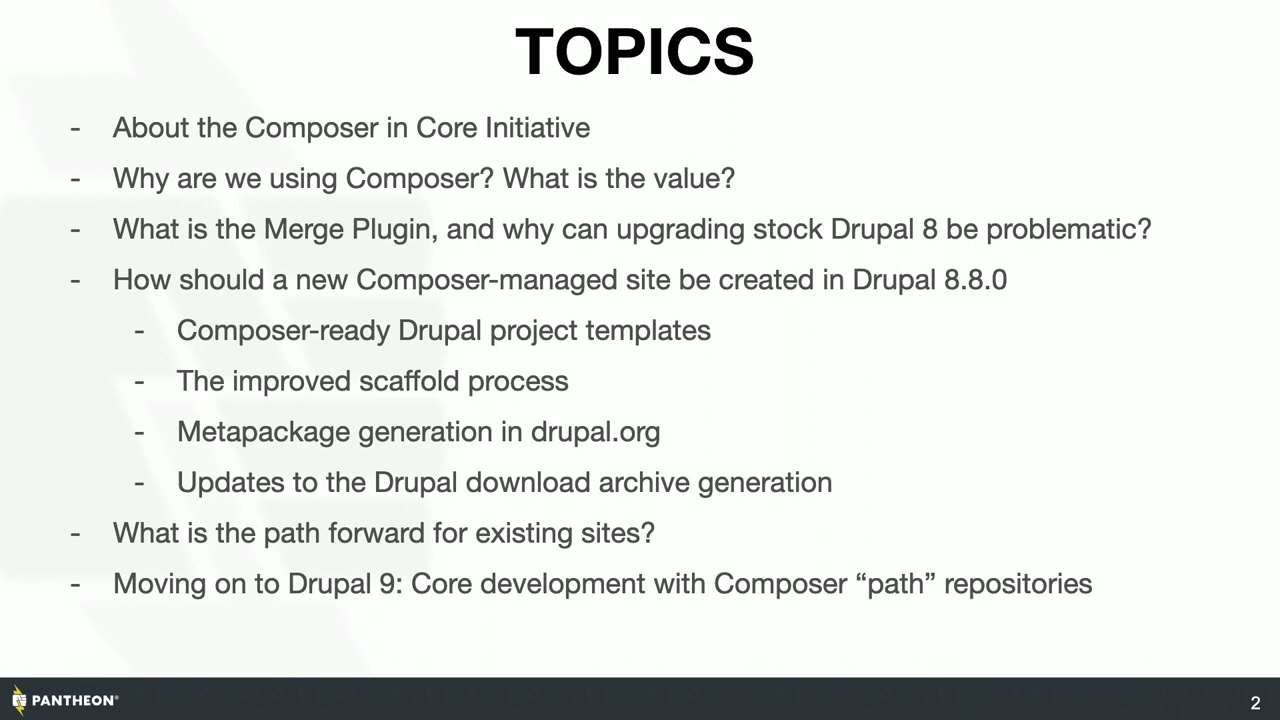 TOPICS
- About the Composer in Core Initiative
- Why are we using Composer? What is the value?
- What is the Merge Plugin, and why can upgrading stock Drupal 8 be problematic?
- How should a new Composer-managed site be created in Drupal 8.8.0
- Composer-ready Drupal project templates
- The improved scaffold process
- Metapackage generation in drupal.org
- Updates to the Drupal download archive generation
- What is the path forward for existing sites?
- Moving on to Drupal 9: Core development with Composer “path” repositories
PANTHEON®
2